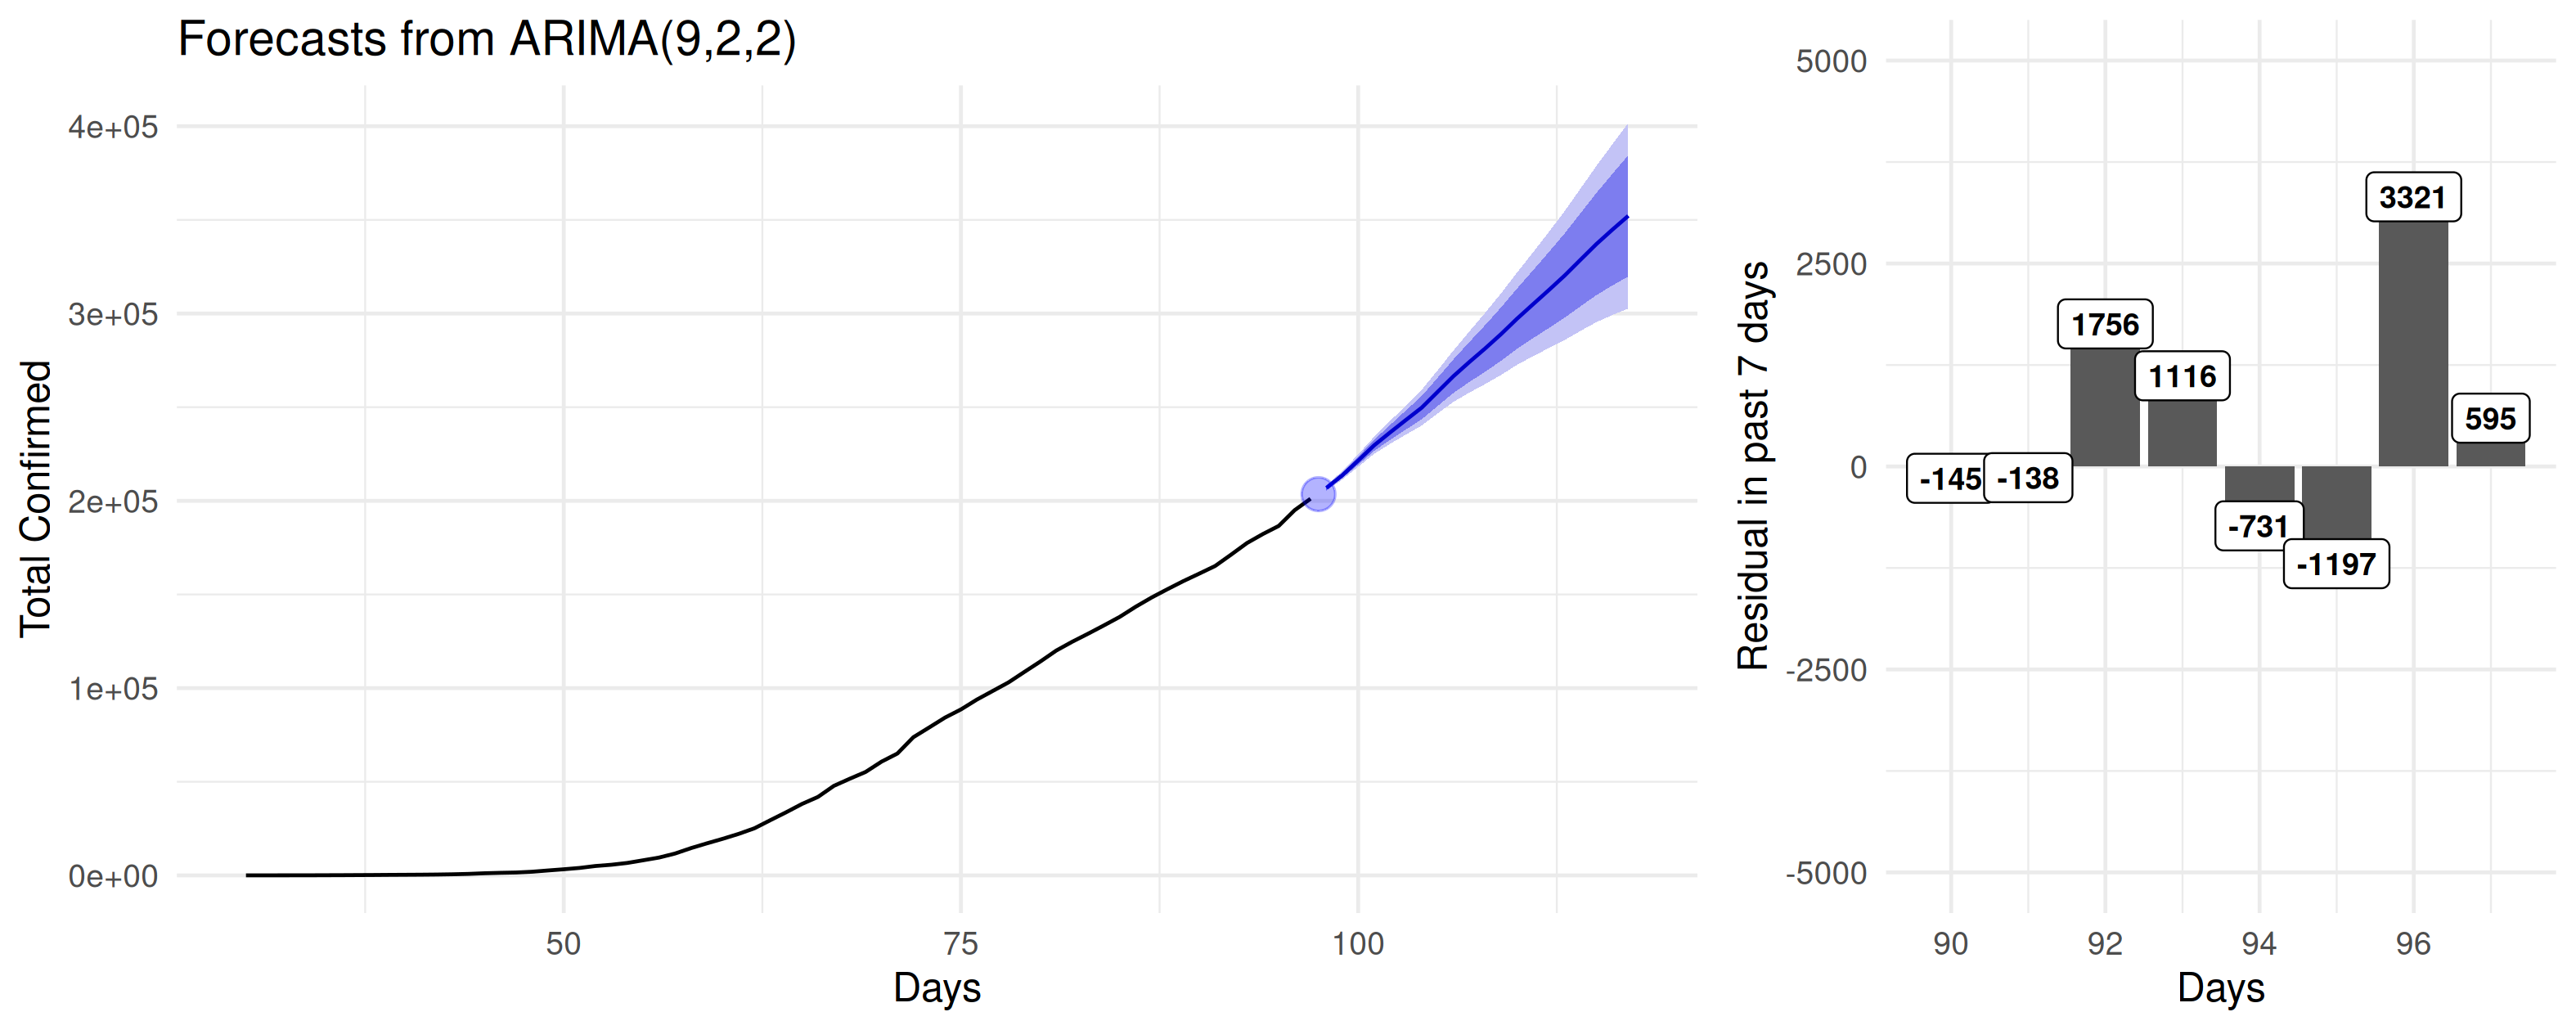 Forecasts from ARIMA(9,2,2)
Total Confirmed
4e+05
3e+05
2e+05
1e+05
0e+00
50 75 100
Days
Residual in past 7 days
5000
2500
0
-2500
-5000
-145
-138
1756
1116
-731
-1197
3321
595
90 92 94 96
Days